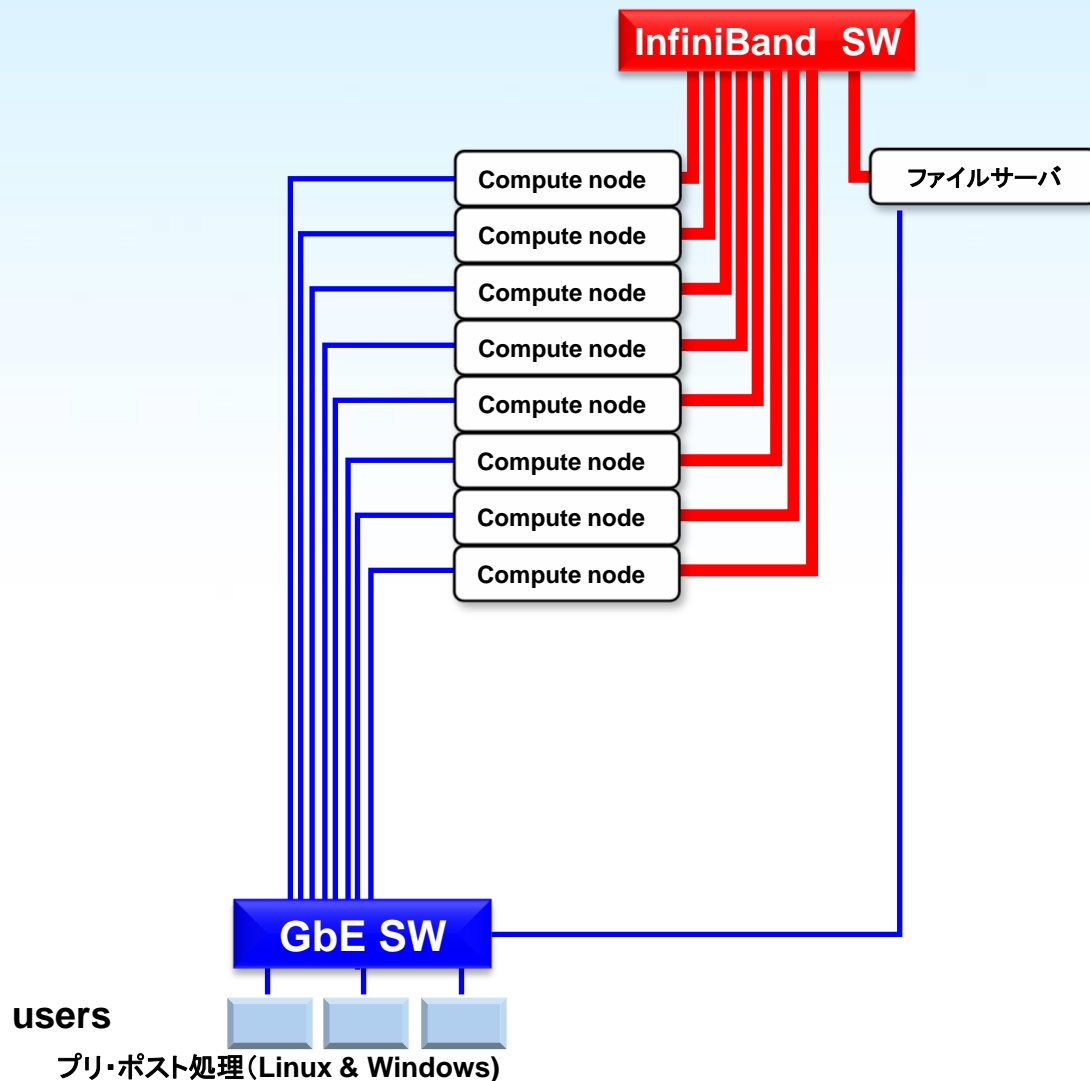 InfiniBand SW
Compute node
ファイルサーバ
Compute node
Compute node
Compute node
Compute node
Compute node
Compute node
Compute node
GbE SW
users
プリ・ポスト処理(Linux & Windows)